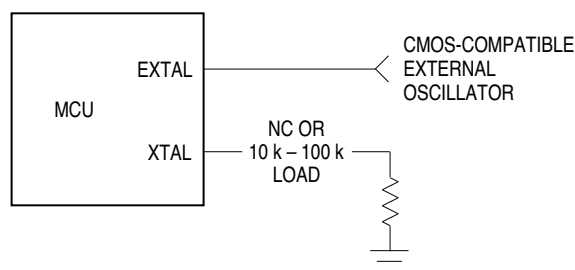 CMOS-COMPATIBLE
EXTERNAL
OSCILLATOR
EXTAL
MCU
XTAL
NC OR
10 k – 100 k
LOAD